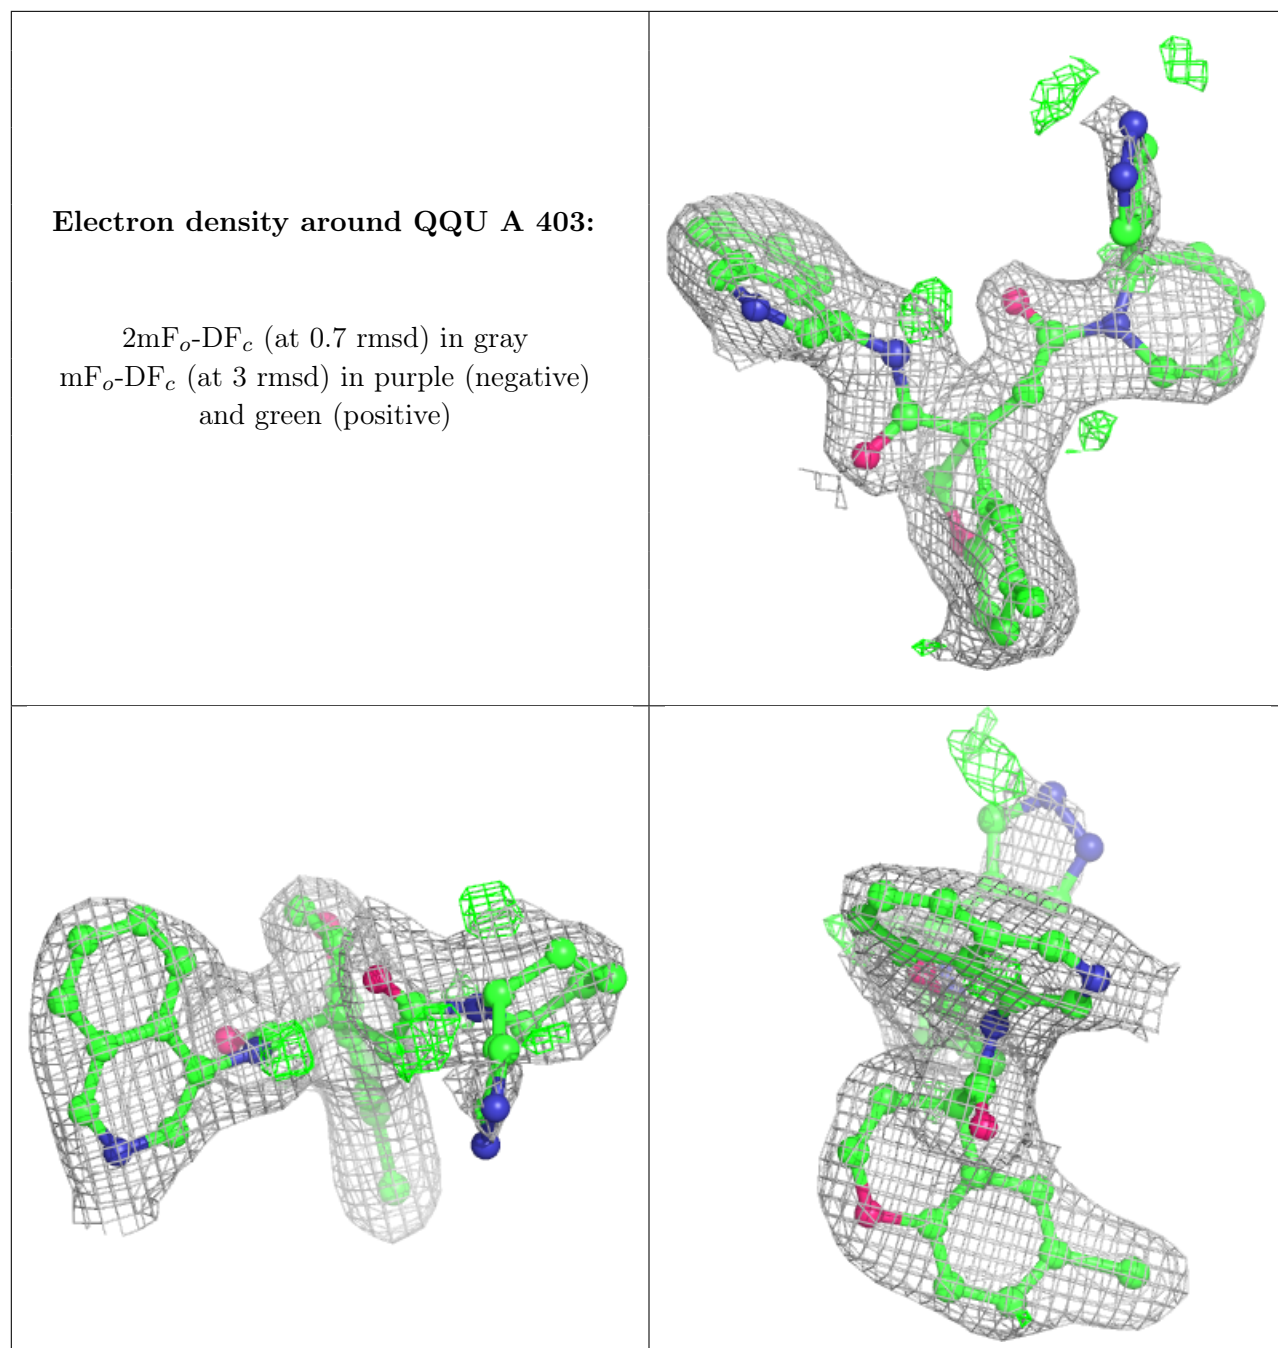 Electron density around QQU A 403:
2mFo-DFc (at 0.7 rmsd) in gray
mFo-DFc (at 3 rmsd) in purple (negative)
and green (positive)